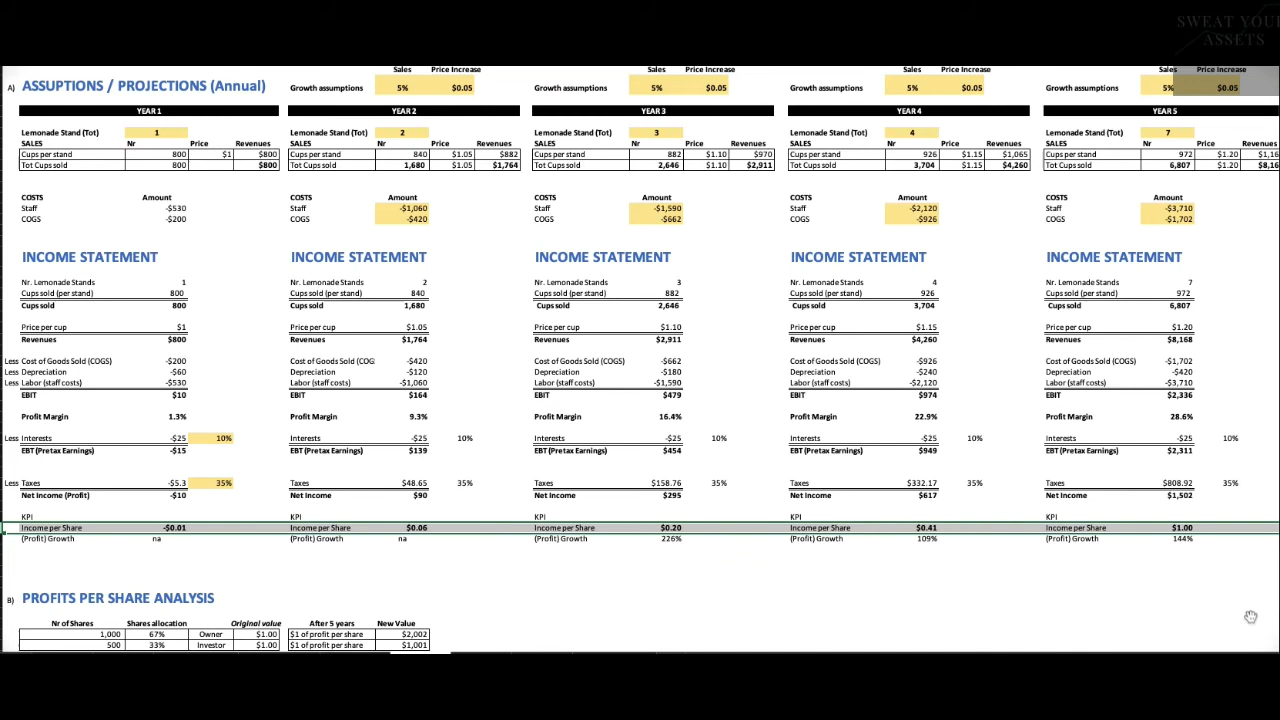 SWEAT YOUR
ASSETS
Sales Price Increase Sales Price Increase Sales Price Increase Sales Price Increase
A) ASSUPTIONS / PROJECTIONS (Annual) Growth assumptions 5% $0.05 Growth assumptions 5% $0.05 Growth assumptions 5% $0.05 Growth assumptions 5% $0.05
YEAR 1 YEAR 2 YEAR 3 YEAR 4 YEAR 5
Lemonade Stand (Tot) 1 Lemonade Stand (Tot) 2 Lemonade Stand (Tot) 3 Lemonade Stand (Tot) 4 Lemonade Stand (Tot) 7
SALES Nr Price Revenues SALES Nr Price Revenues SALES Nr Price Revenues SALES Nr Price Revenues SALES Nr Price Revenues
Cups per stand 800 $1 $800 Cups per stand 840 $1.05 $882 Cups per stand 882 $1.10 $970 Cups per stand 926 $1.15 $1,065 Cups per stand 972 $1.20 $1,16
Tot Cups sold 800 $800 Tot Cups sold 1,680 $1.05 $1,764 Tot Cups sold 2,646 $1.10 $2,911 Tot Cups sold 3,704 $1.15 $4,260 Tot Cups sold 6,807 $1.20 $8,16
COSTS Amount COSTS Amount COSTS Amount COSTS Amount COSTS Amount
Staff -$530 Staff -$1,060 Staff -$1,590 Staff -$2,120 Staff -$3,710
COGS -$200 COGS -$420 COGS -$662 COGS -$926 COGS -$1,702
INCOME STATEMENT INCOME STATEMENT INCOME STATEMENT INCOME STATEMENT INCOME STATEMENT
Nr. Lemonade Stands 1 Nr. Lemonade Stands 2 Nr. Lemonade Stands 3 Nr. Lemonade Stands 4 Nr. Lemonade Stands 7
Cups sold (per stand) 800 Cups sold (per stand) 840 Cups sold (per stand) 882 Cups sold (per stand) 926 Cups sold (per stand) 972
Cups sold 800 Cups sold 1,680 Cups sold 2,646 Cups sold 3,704 Cups sold 6,807
Price per cup $1 Price per cup $1.05 Price per cup $1.10 Price per cup $1.15 Price per cup $1.20
Revenues $800 Revenues $1,764 Revenues $2,911 Revenues $4,260 Revenues $8,168
Less Cost of Goods Sold (COGS) -$200 Cost of Goods Sold (COG -$420 Cost of Goods Sold (COGS) -$662 Cost of Goods Sold (COGS) -$926 Cost of Goods Sold (COGS) -$1,702
Less Depreciation -$60 Depreciation -$120 Depreciation -$180 Depreciation -$240 Depreciation -$420
Less Labor (staff costs) -$530 Labor (staff costs) -$1,060 Labor (staff costs) -$1,590 Labor (staff costs) -$2,120 Labor (staff costs) -$3,710
EBIT $10 EBIT $164 EBIT $479 EBIT $974 EBIT $2,336
Profit Margin 1.3% Profit Margin 9.3% Profit Margin 16.4% Profit Margin 22.9% Profit Margin 28.6%
Less Interests -$25 10% Interests -$25 10% Interests -$25 10% Interests -$25 10% Interests -$25 10%
EBT (Pretax Earnings) -$15 EBT (Pretax Earnings) $139 EBT (Pretax Earnings) $454 EBT (Pretax Earnings) $949 EBT (Pretax Earnings) $2,311
Less Taxes -$5.3 35% Taxes $48.65 35% Taxes $158.76 35% Taxes $332.17 35% Taxes $808.92 35%
Net Income (Profit) -$10 Net Income $90 Net Income $295 Net Income $617 Net Income $1,502
KPI KPI KPI KPI KPI
Income per Share -$0.01 Income per Share $0.06 Income per Share $0.20 Income per Share $0.41 Income per Share $1.00
(Profit) Growth na (Profit) Growth na (Profit) Growth 226% (Profit) Growth 109% (Profit) Growth 144%
B) PROFITS PER SHARE ANALYSIS
Nr of Shares Shares allocation Original value After 5 years New Value
1,000 67% Owner $1.00 $1 of profit per share $2,002
500 33% Investor $1.00 $1 of profit per share $1,001